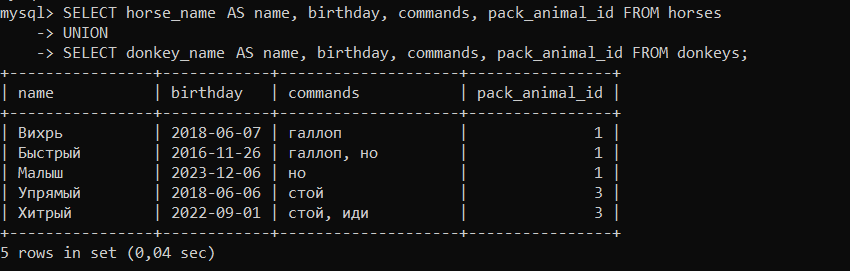 mysql> SELECT horse_name AS name, birthday, commands, pack_animal_id FROM horses
    -> UNION
    -> SELECT donkey_name AS name, birthday, commands, pack_animal_id FROM donkeys;
+----------------+------------+--------------------+----------------+
| name           | birthday   | commands           | pack_animal_id |
+----------------+------------+--------------------+----------------+
| Вихрь          | 2018-06-07 | галлоп             |              1 |
| Быстрый        | 2016-11-26 | галлоп, но         |              1 |
| Малыш          | 2023-12-06 | но                 |              1 |
| Упрямый        | 2018-06-06 | стой               |              3 |
| Хитрый         | 2022-09-01 | стой, иди          |              3 |
+----------------+------------+--------------------+----------------+
5 rows in set (0,04 sec)